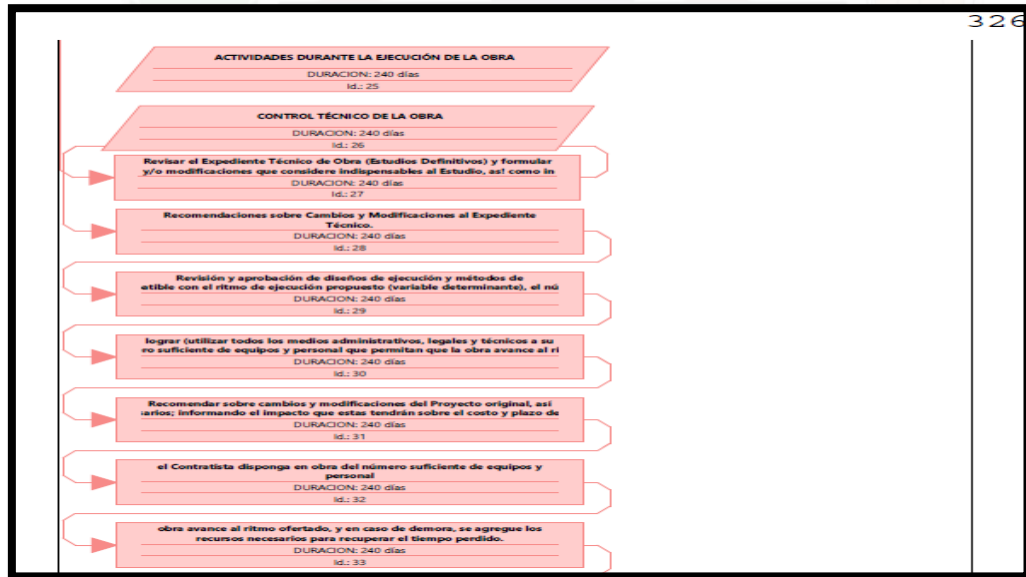 326
ACTIVIDADES DURANTE LA EJECUCIÓN DE LA OBRA
DURACION: 240 días
Id.: 25
CONTROL TÉCNICO DE LA OBRA
DURACION: 240 días
Id.: 26
Revisar el Expediente Técnico de Obra (Estudios Definitivos) y formular
y/o modificaciones que considere indispensables al Estudio, as! como in
DURACION: 240 días
Id.: 27
Recomendaciones sobre Cambios y Modificaciones al Expediente
Técnico.
DURACION: 240 días
Id.: 28
Revisión y aprobación de diseños de ejecución y métodos de
atible con el ritmo de ejecución propuesto (variable determinante), el nú
DURACION: 240 días
Id.: 29
lograr (utilizar todos los medios administrativos, legales y técnicos a su
ro suficiente de equipos y personal que permitan que la obra avance al ri
DURACION: 240 días
Id.: 30
Recomendar sobre cambios y modificaciones del Proyecto original, así
sarios; informando el impacto que estas tendrán sobre el costo y plazo de
DURACION: 240 días
Id.: 31
el Contratista disponga en obra del número suficiente de equipos y
personal
DURACION: 240 días
Id.: 32
obra avance al ritmo ofertado, y en caso de demora, se agregue los
recursos necesarios para recuperar el tiempo perdido.
DURACION: 240 días
Id.: 33